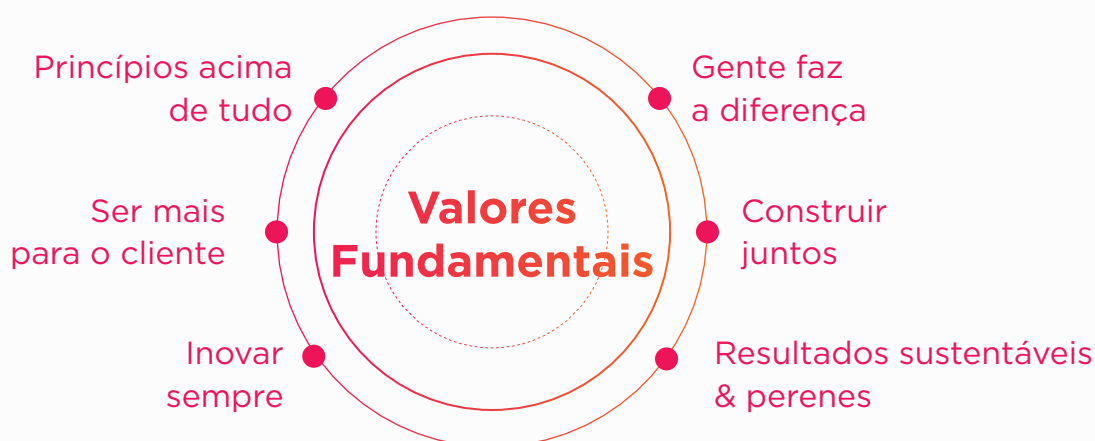 Princípios acima
de tudo
Ser mais
para o cliente
Inovar
sempre
Valores
Fundamentais
Gente faz
a diferença
Construir
juntos
Resultados sustentáveis
& perenes